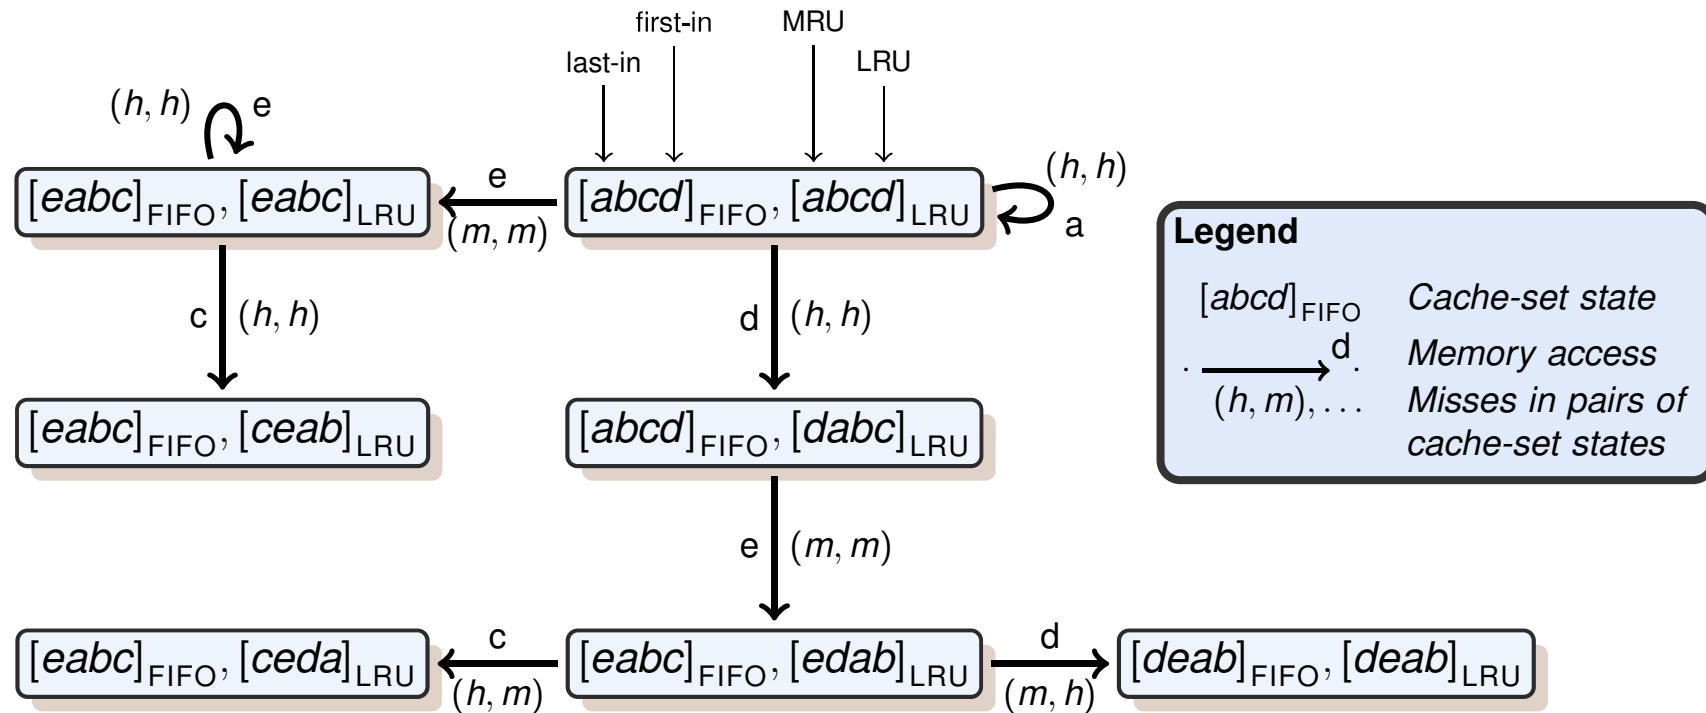 first-in MRU
last-in LRU
(h, h) e
(h, h)
[eabc]FIFO, [eabc]LRU e [abcd]FIFO, [abcd]LRU
(m, m) a
Legend
[abcd]FIFO Cache-set state
c (h, h) d (h, h)
d Memory access
· ·
(h, m), ... Misses in pairs of
cache-set states
[eabc]FIFO, [ceab]LRU [abcd]FIFO, [dabc]LRU
e (m, m)
[eabc]FIFO, [ceda]LRU c [eabc]FIFO, [edab]LRU d [deab]FIFO, [deab]LRU
(h, m) (m, h)